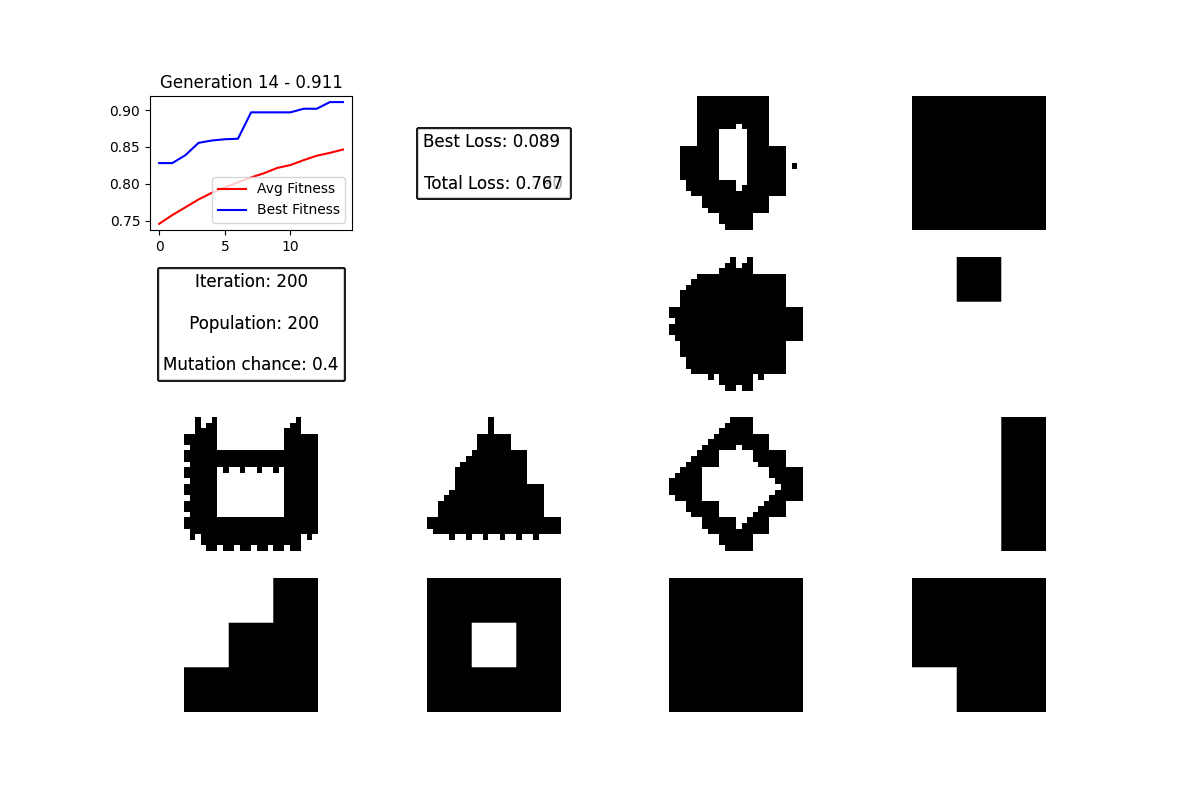 Generation 14 - 0.911
0.90
0.85
0.80
0.75
0
5
10
Avg Fitness
Best Fitness
Best Loss: 0.089
Total Loss: 0.767
Iteration: 200
Population: 200
Mutation chance: 0.4